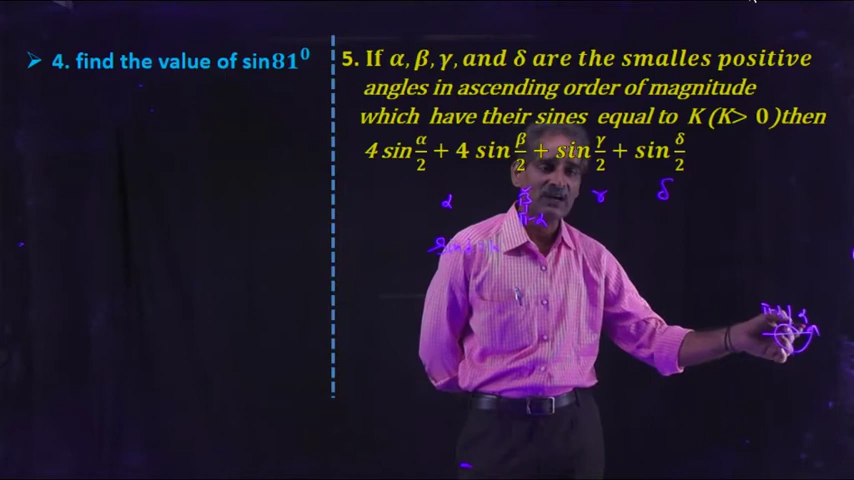 ➤ 4. find the value of sin81⁰
5. If α, β, γ, and δ are the smalles positive
angles in ascending order of magnitude
which have their sines equal to K (K> 0 )then
4 sin α/2 + 4 sin β/2 + sin γ/2 + sin δ/2
α β γ δ
π-α